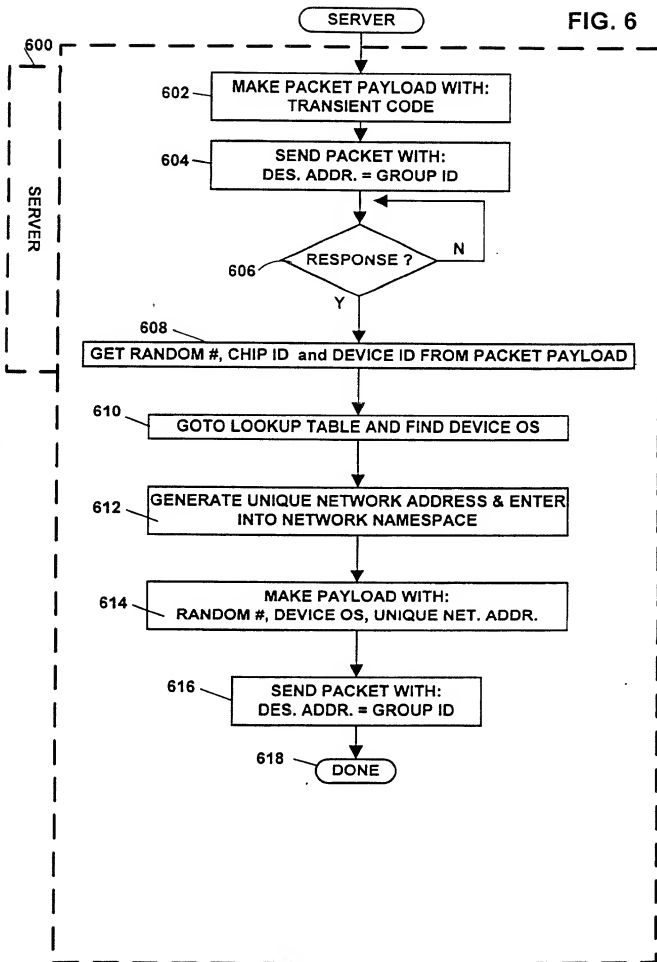 SERVER
FIG. 6
600
SERVER
602
MAKE PACKET PAYLOAD WITH:
TRANSIENT CODE
604
SEND PACKET WITH:
DES. ADDR. = GROUP ID
606
RESPONSE ?
N
Y
608
GET RANDOM #, CHIP ID and DEVICE ID FROM PACKET PAYLOAD
610
GOTO LOOKUP TABLE AND FIND DEVICE OS
612
GENERATE UNIQUE NETWORK ADDRESS & ENTER
INTO NETWORK NAMESPACE
614
MAKE PAYLOAD WITH:
RANDOM #, DEVICE OS, UNIQUE NET. ADDR.
616
SEND PACKET WITH:
DES. ADDR. = GROUP ID
618
DONE